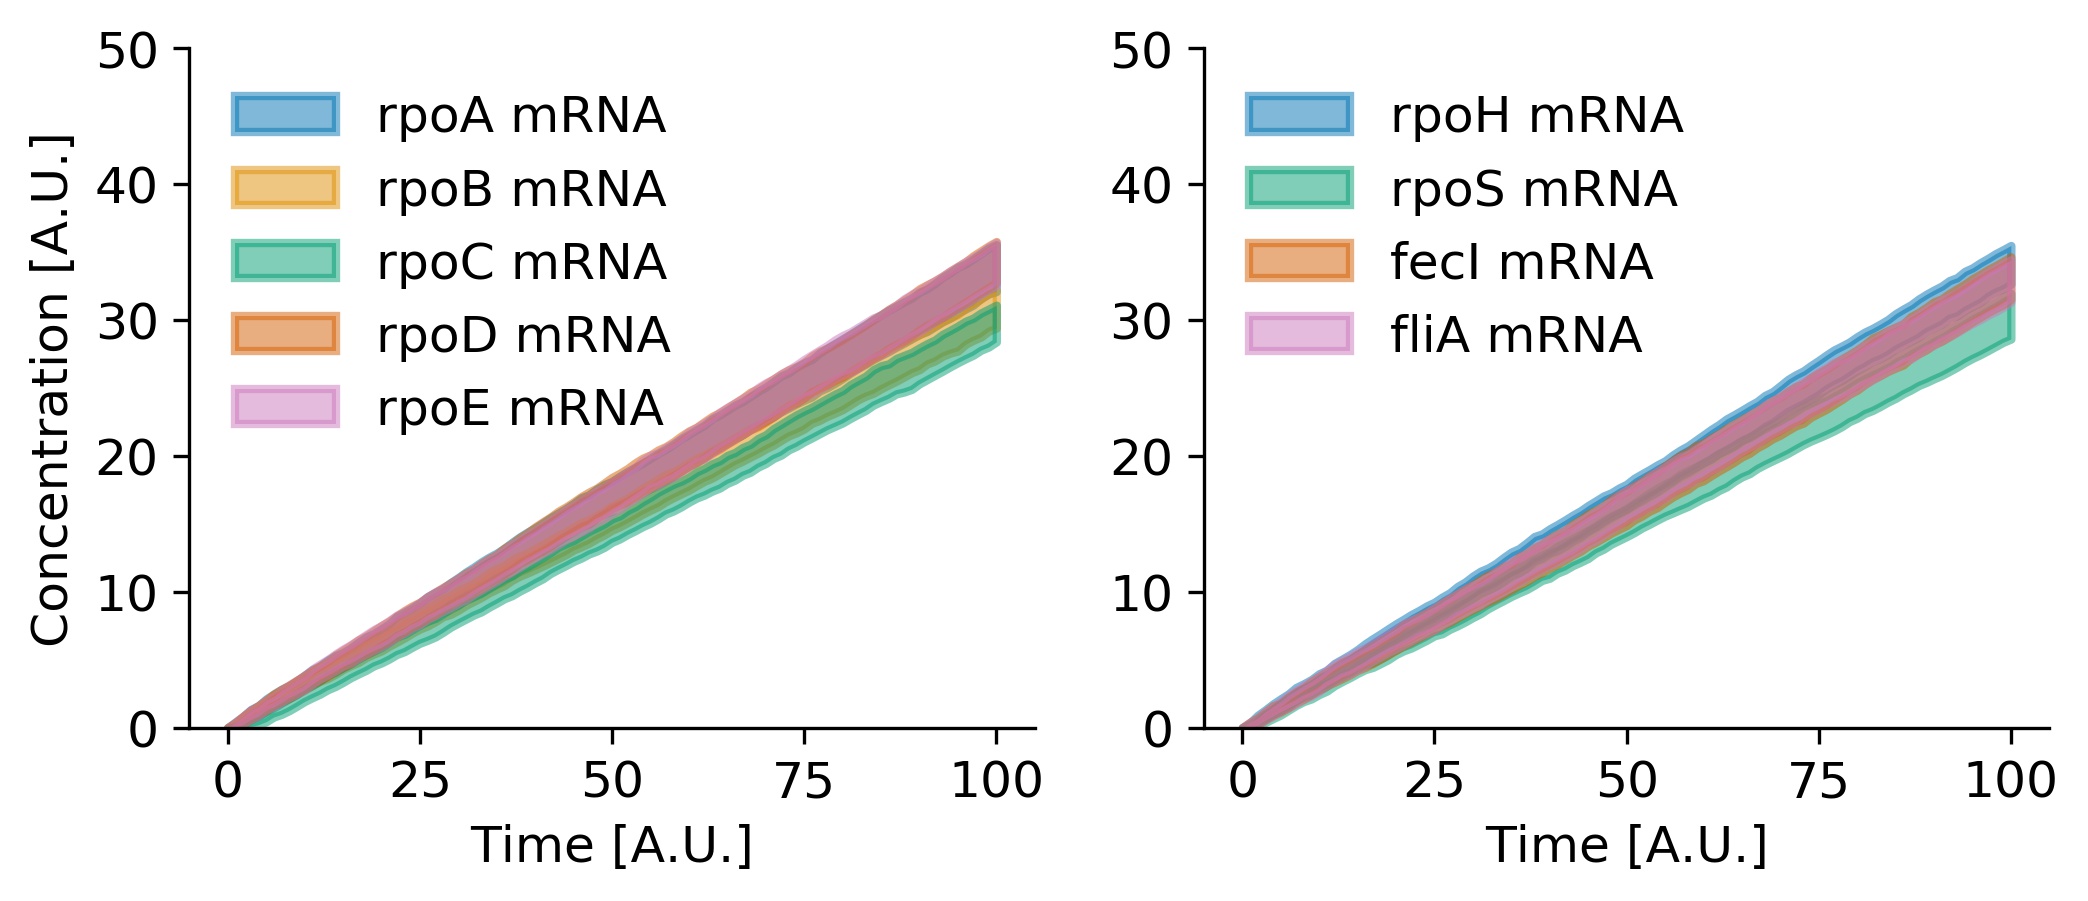 Concentration [A.U.]
50
40
30
20
10
0
rpoA mRNA
rpoB mRNA
rpoC mRNA
rpoD mRNA
rpoE mRNA
0 25 50 75 100
Time [A.U.]
50
40
30
20
10
0
rpoH mRNA
rpoS mRNA
fecI mRNA
fliA mRNA
0 25 50 75 100
Time [A.U.]